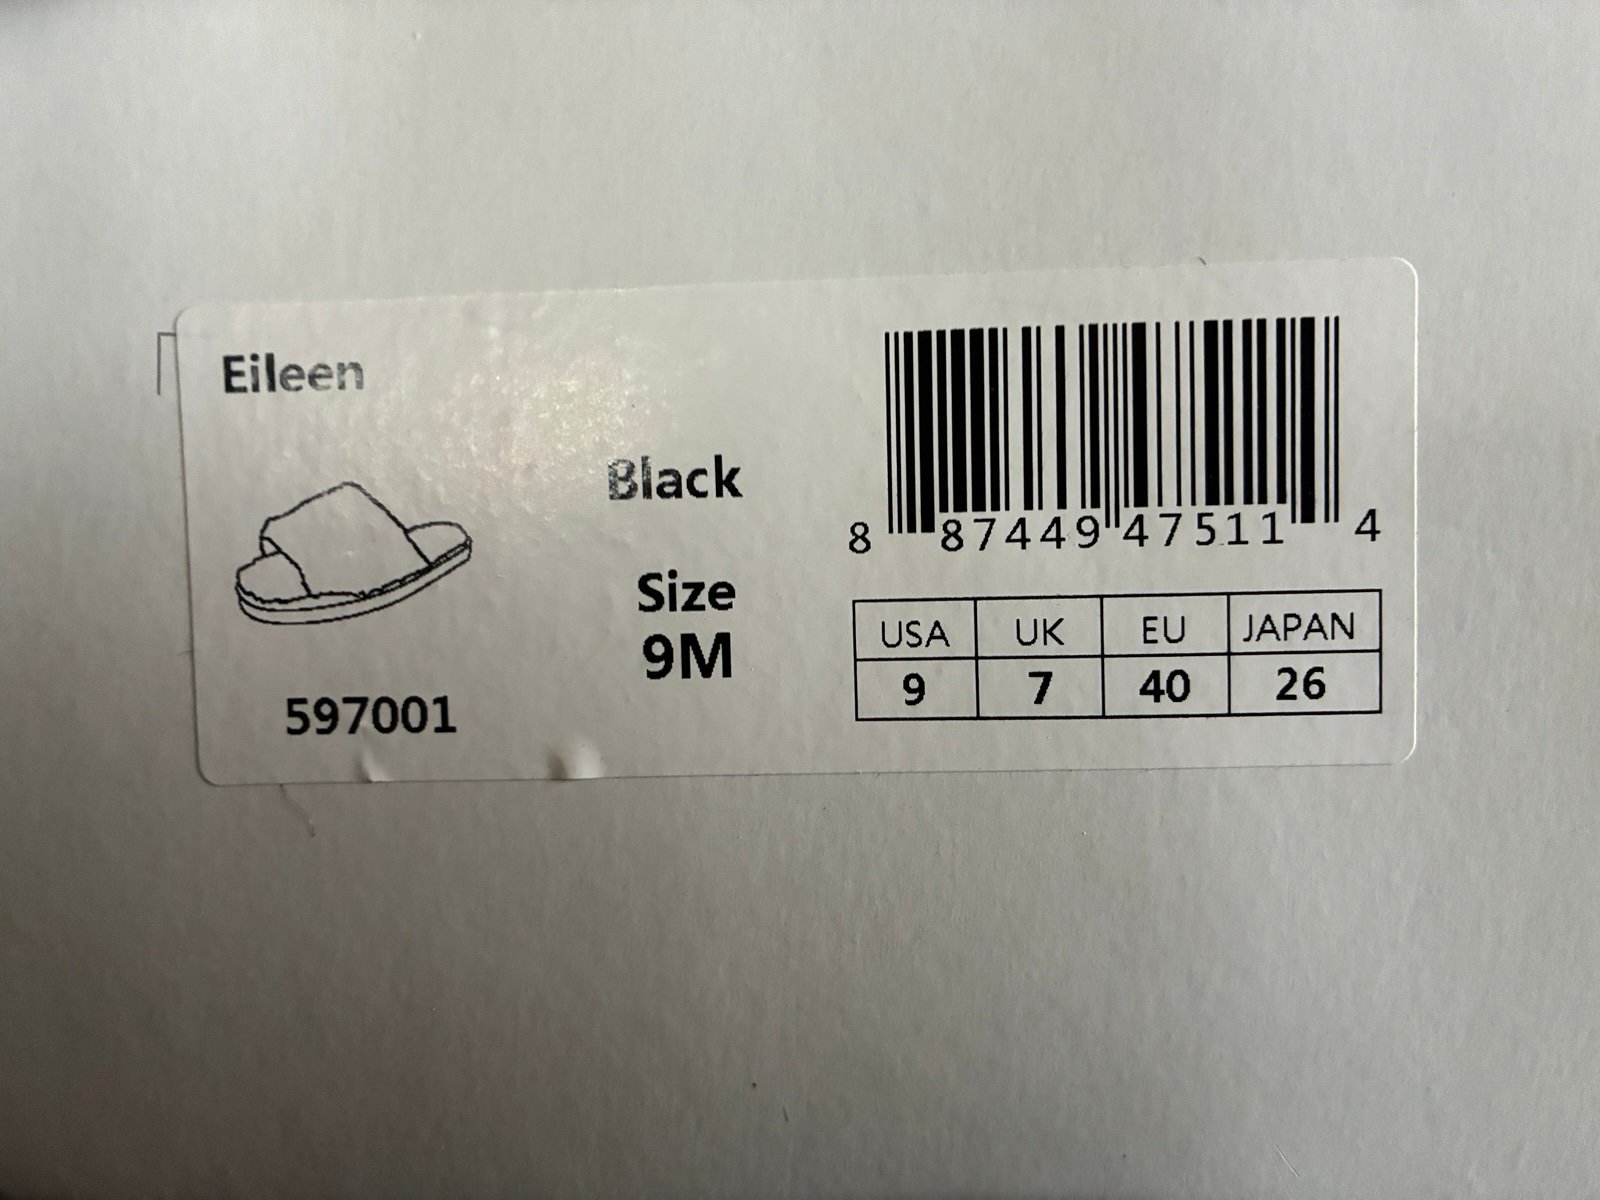 Eileen
Black
Size
9M
597001
8 87449 47511 4
USA UK EU JAPAN
9 7 40 26